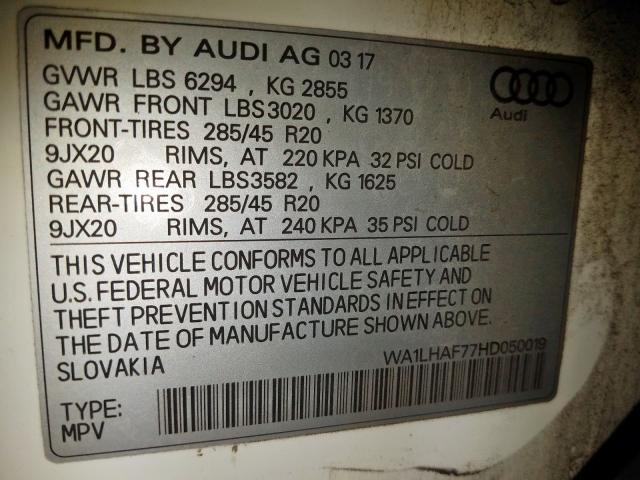 MFD. BY AUDI AG 03 17
GVWR LBS 6294 , KG 2855
GAWR FRONT LBS3020 , KG 1370
FRONT-TIRES 285/45 R20
9JX20 RIMS, AT 220 KPA 32 PSI COLD
GAWR REAR LBS3582 , KG 1625
REAR-TIRES 285/45 R20
9JX20 RIMS, AT 240 KPA 35 PSI COLD
Audi
THIS VEHICLE CONFORMS TO ALL APPLICABLE
U.S. FEDERAL MOTOR VEHICLE SAFETY AND
THEFT PREVENTION STANDARDS IN EFFECT ON
THE DATE OF MANUFACTURE SHOWN ABOVE.
SLOVAKIA
WA1LHAF77HD050019
TYPE:
MPV